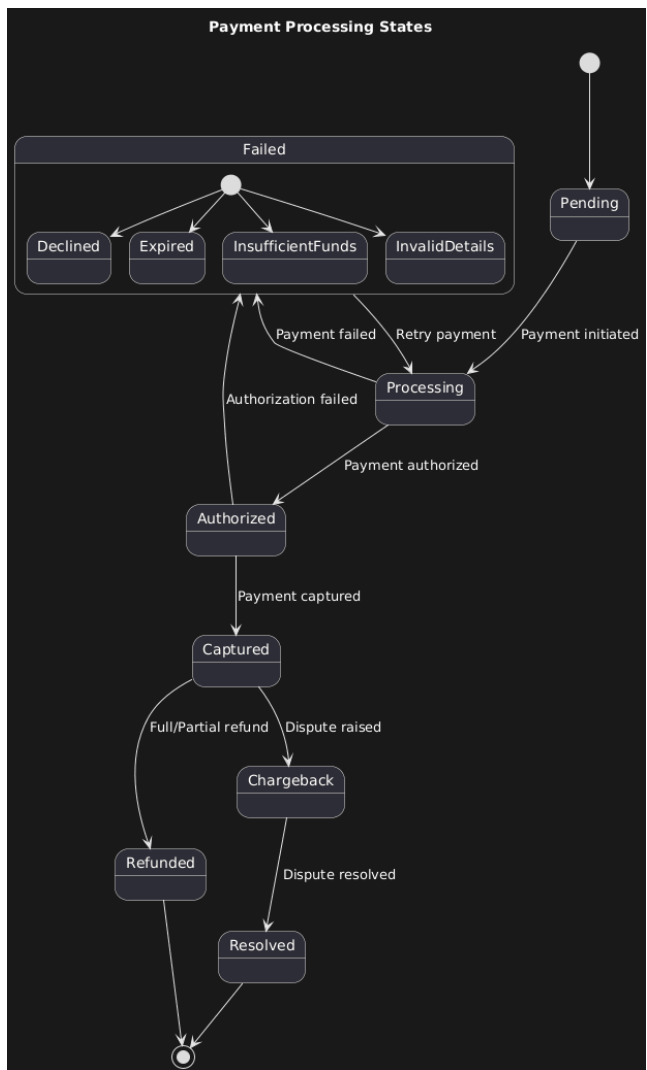 Payment Processing States
Failed
Pending
Declined
Expired
InsufficientFunds
InvalidDetails
Payment failed
Retry payment
Payment initiated
Processing
Authorization failed
Payment authorized
Authorized
Payment captured
Captured
Full/Partial refund
Dispute raised
Chargeback
Refunded
Dispute resolved
Resolved